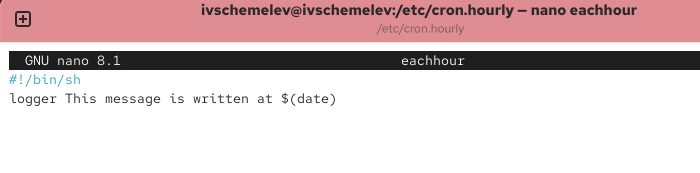 ivschemelev@ivschemelev:/etc/cron.hourly — nano eachhour
/etc/cron.hourly
GNU nano 8.1 eachhour
#!/bin/sh
logger This message is written at $(date)